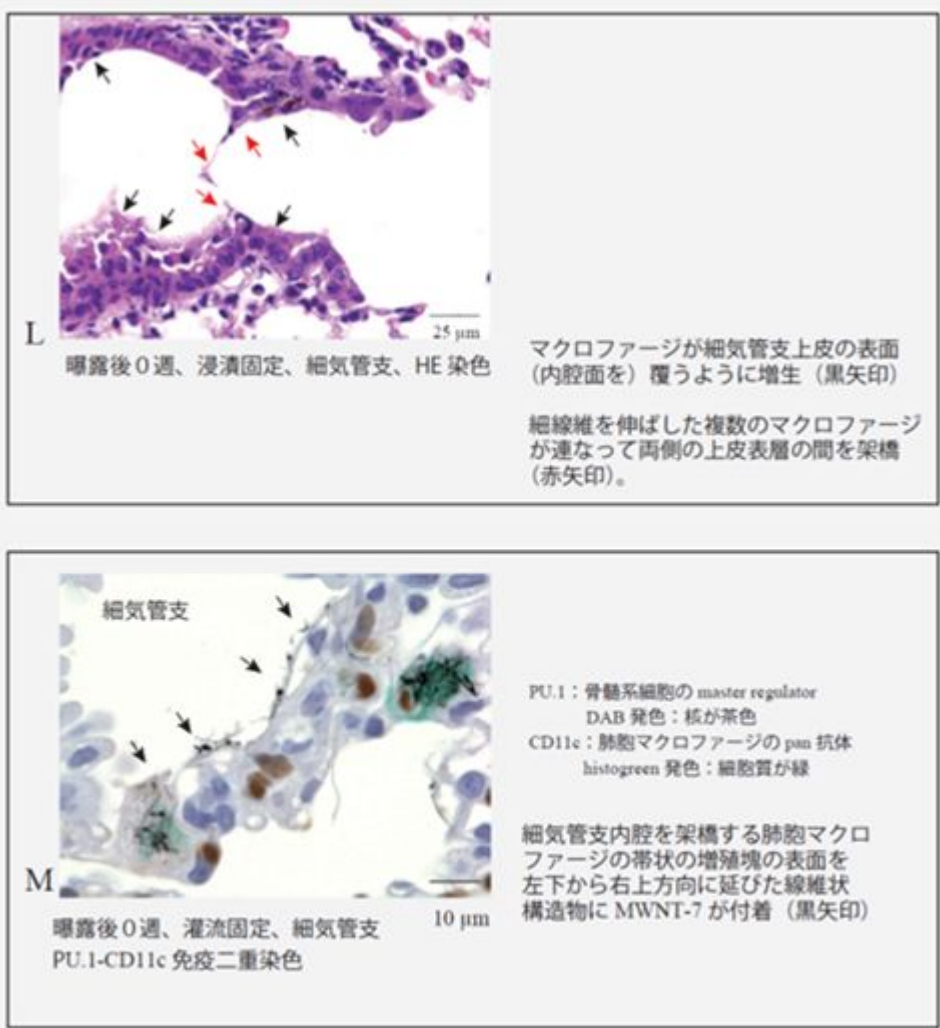 L
25 μm
曝露後０週、浸漬固定、細気管支、HE 染色
マクロファージが細気管支上皮の表面
（内腔面を）覆うように増生（黒矢印）
細線維を伸ばした複数のマクロファージ
が連なって両側の上皮表層の間を架橋
（赤矢印）。
細気管支
M
10 μm
曝露後０週、灌流固定、細気管支
PU.1-CD11c 免疫二重染色
PU.1：骨髄系細胞の master regulator
DAB 発色：核が茶色
CD11c：肺胞マクロファージの pan 抗体
histogreen 発色：細胞質が緑
細気管支内腔を架橋する肺胞マクロ
ファージの帯状の増殖塊の表面を
左下から右上方向に延びた線維状
構造物に MWNT-7 が付着（黒矢印）